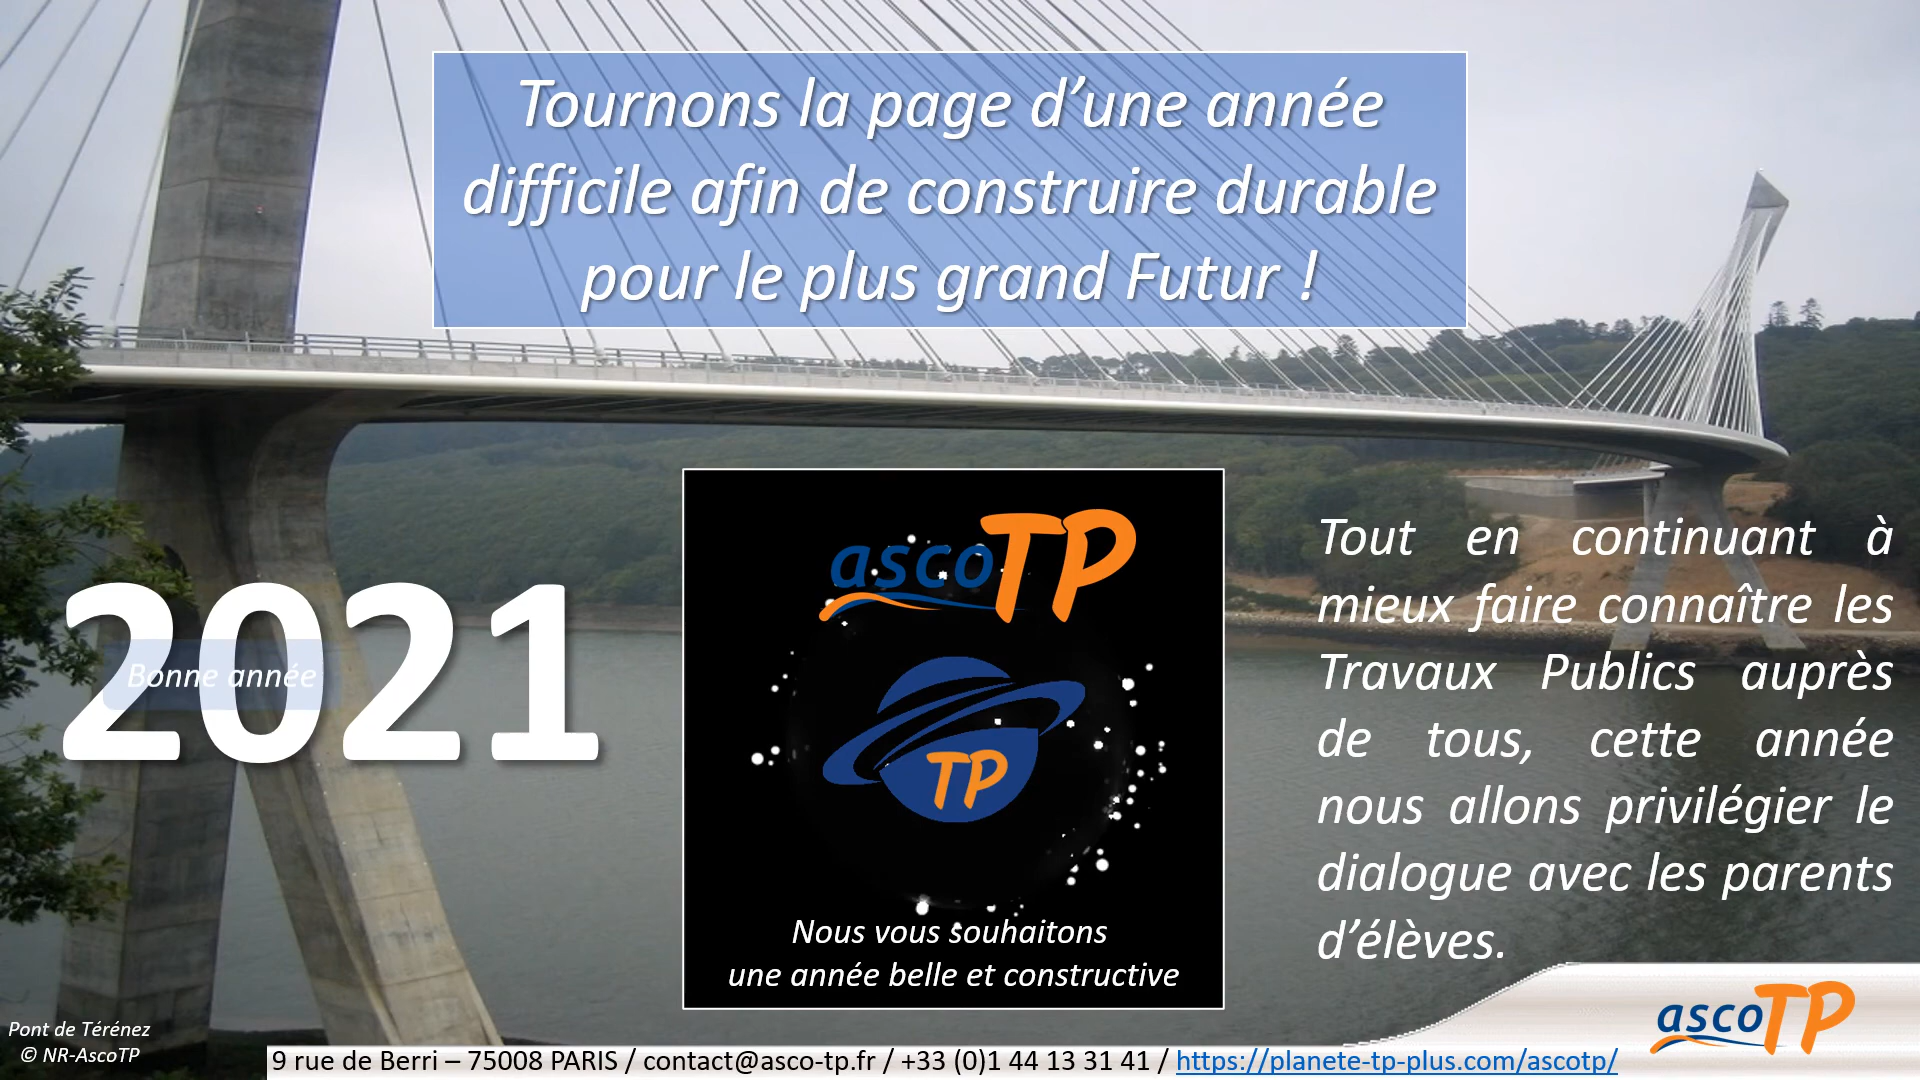 Tournons la page d’une année
difficile afin de construire durable
pour le plus grand Futur !
2021
Bonne année
ascoTP
TP
Nous vous souhaitons
une année belle et constructive
Tout en continuant à
mieux faire connaître les
Travaux Publics auprès
de tous, cette année
nous allons privilégier le
dialogue avec les parents
d’élèves.
Pont de Térénez
© NR-AscoTP
9 rue de Berri – 75008 PARIS / contact@asco-tp.fr / +33 (0)1 44 13 31 41 / https://planete-tp-plus.com/ascotp/
ascoTP